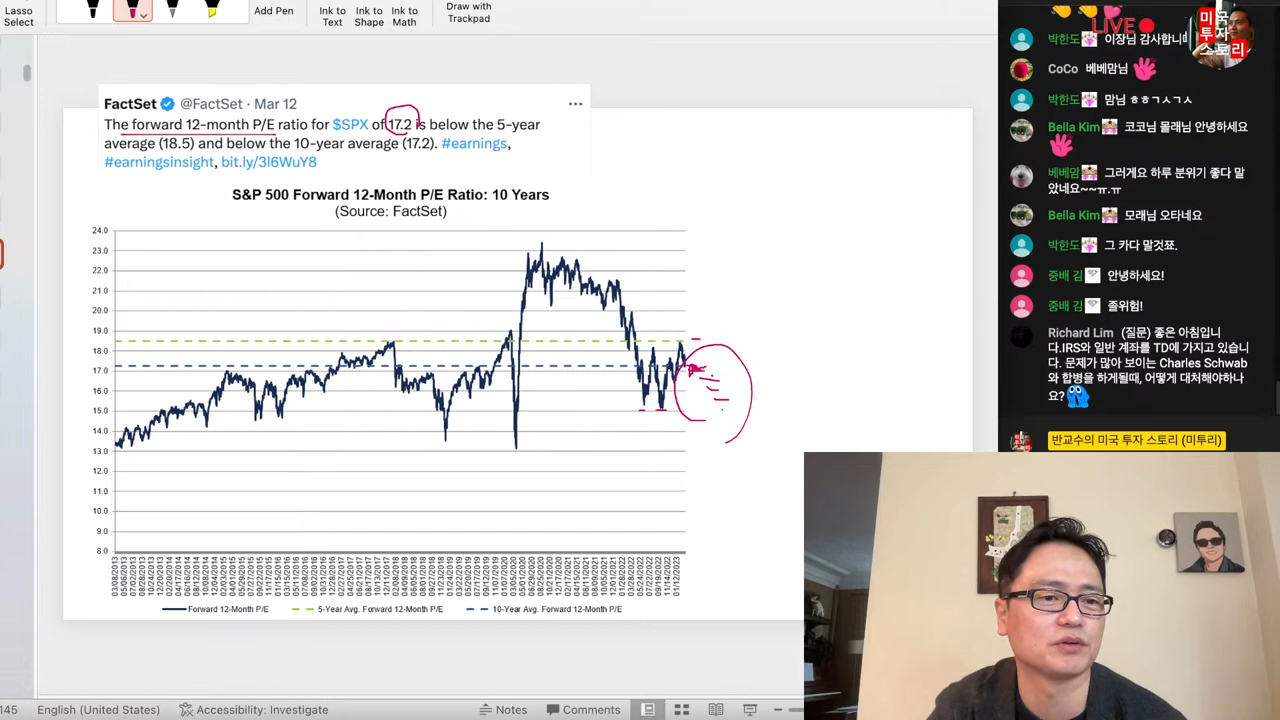 Lasso
Select
Add Pen
Ink to
Text
Ink to
Shape
Ink to
Math
Draw with
Trackpad
FactSet @FactSet · Mar 12
The forward 12-month P/E ratio for $SPX of 17.2 is below the 5-year
average (18.5) and below the 10-year average (17.2). #earnings,
#earningsinsight, bit.ly/3l6WuY8
S&P 500 Forward 12-Month P/E Ratio: 10 Years
(Source: FactSet)
24.0
23.0
22.0
21.0
20.0
19.0
18.0
17.0
16.0
15.0
14.0
13.0
12.0
11.0
10.0
9.0
8.0
Forward 12-Month P/E
5-Year Avg. Forward 12-Month P/E
10-Year Avg. Forward 12-Month P/E
145
English (United States)
Accessibility: Investigate
Notes
Comments
LIVE
미국
투자
스토리
박한도 이장님 감사합니다
CoCo 베베맘님
박한도 맘님 ㅎㅎㄱㅅㄱㅅ
Bella Kim 코코님 몰래님 안녕하세요
베베맘 그러게요 하루 분위기 좋다 말
았네요~~ㅠ.ㅠ
Bella Kim 모래님 오타네요
박한도 그 카다 말것죠.
중배 김 안녕하세요!
중배 김 졸위험!
Richard Lim (질문) 좋은 아침입니
다.IRS와 일반 계좌를 TD에 가지고 있습니
다. 문제가 많아 보이는 Charles Schwab
와 합병을 하게될때, 어떻게 대처해야하나
요?
반교수의 미국 투자 스토리 (미투리)